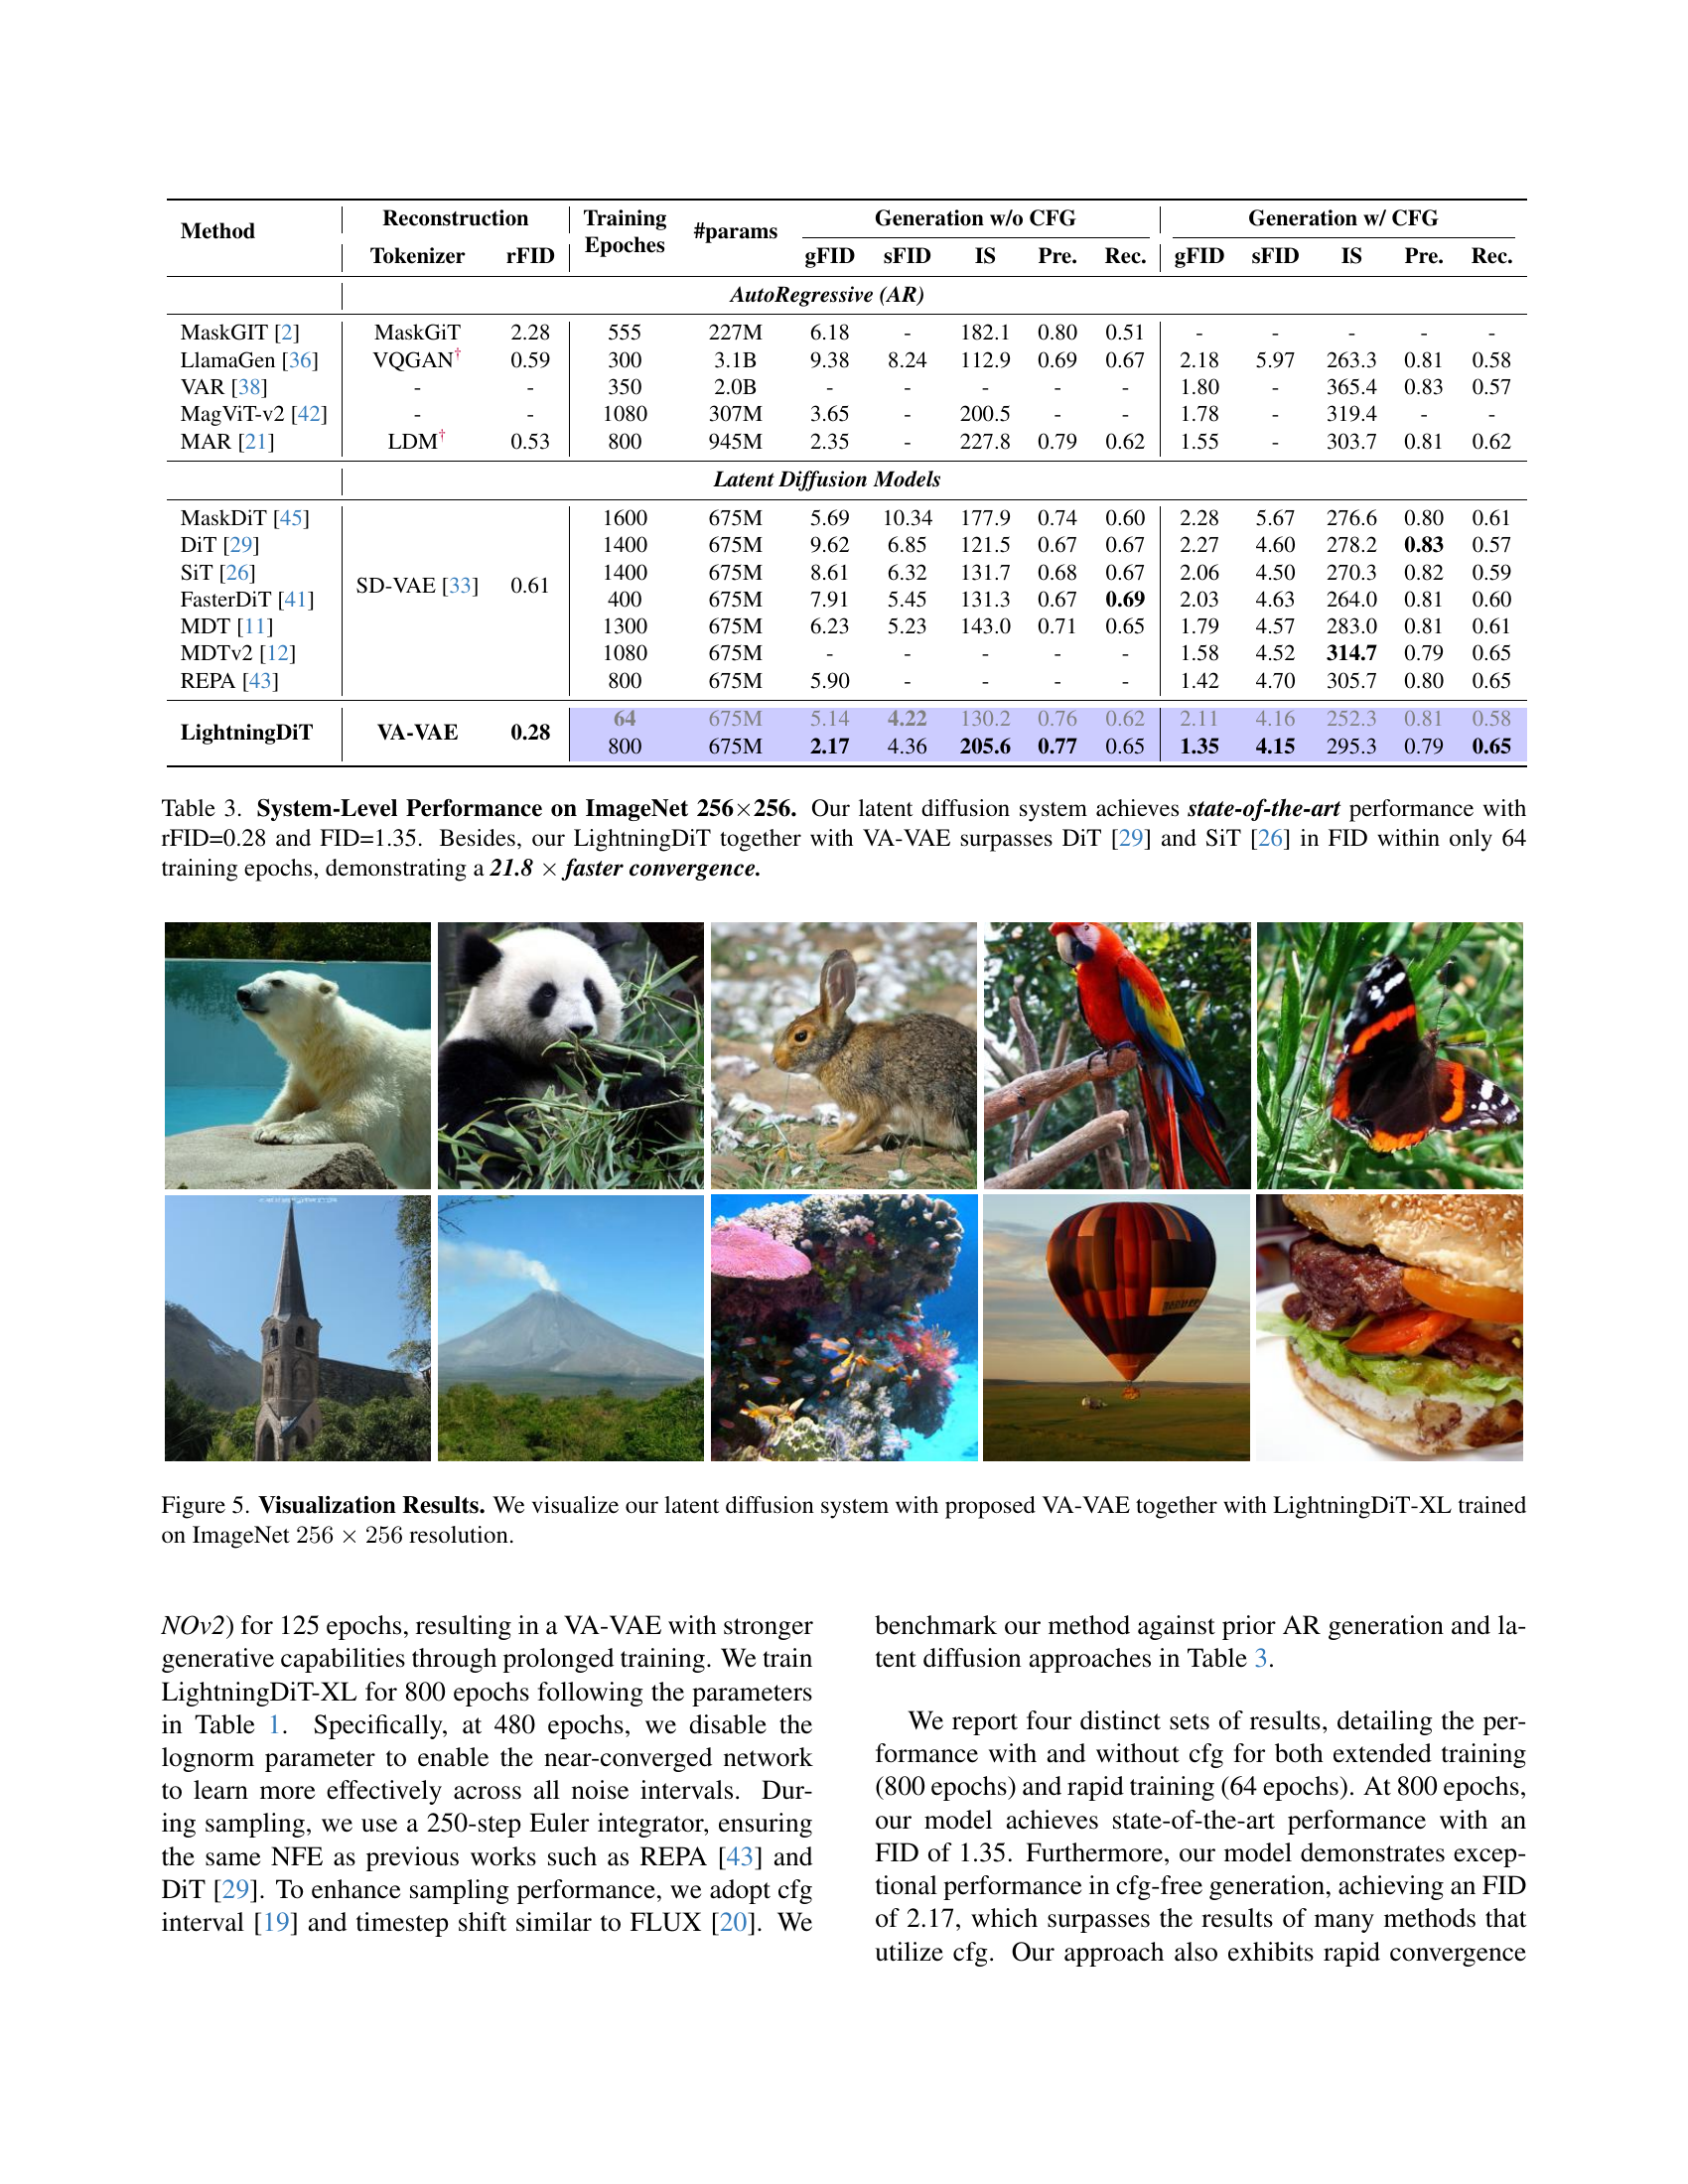 Method Reconstruction Training Epoches #params Generation w/o CFG Generation w/ CFG
Tokenizer rFID gFID sFID IS Pre. Rec. gFID sFID IS Pre. Rec.
AutoRegressive (AR)
MaskGIT [2] MaskGiT 2.28 555 227M 6.18 - 182.1 0.80 0.51 - - - - -
LlamaGen [36] VQGAN† 0.59 300 3.1B 9.38 8.24 112.9 0.69 0.67 2.18 5.97 263.3 0.81 0.58
VAR [38] - - 350 2.0B - - - - - 1.80 - 365.4 0.83 0.57
MagViT-v2 [42] - - 1080 307M 3.65 - 200.5 - - 1.78 - 319.4 - -
MAR [21] LDM† 0.53 800 945M 2.35 - 227.8 0.79 0.62 1.55 - 303.7 0.81 0.62
Latent Diffusion Models
MaskDiT [45] 1600 675M 5.69 10.34 177.9 0.74 0.60 2.28 5.67 276.6 0.80 0.61
DiT [29] 1400 675M 9.62 6.85 121.5 0.67 0.67 2.27 4.60 278.2 0.83 0.57
SiT [26] 1400 675M 8.61 6.32 131.7 0.68 0.67 2.06 4.50 270.3 0.82 0.59
SD-VAE [33] 0.61
FasterDiT [41] 400 675M 7.91 5.45 131.3 0.67 0.69 2.03 4.63 264.0 0.81 0.60
MDT [11] 1300 675M 6.23 5.23 143.0 0.71 0.65 1.79 4.57 283.0 0.81 0.61
MDTv2 [12] 1080 675M - - - - - 1.58 4.52 314.7 0.79 0.65
REPA [43] 800 675M 5.90 - - - - 1.42 4.70 305.7 0.80 0.65
LightningDiT VA-VAE 0.28
64 675M 5.14 4.22 130.2 0.76 0.62 2.11 4.16 252.3 0.81 0.58
800 675M 2.17 4.36 205.6 0.77 0.65 1.35 4.15 295.3 0.79 0.65
Table 3. System-Level Performance on ImageNet 256×256. Our latent diffusion system achieves state-of-the-art performance with
rFID=0.28 and FID=1.35. Besides, our LightningDiT together with VA-VAE surpasses DiT [29] and SiT [26] in FID within only 64
training epochs, demonstrating a 21.8 × faster convergence.
Figure 5. Visualization Results. We visualize our latent diffusion system with proposed VA-VAE together with LightningDiT-XL trained
on ImageNet 256 × 256 resolution.
NOv2) for 125 epochs, resulting in a VA-VAE with stronger
generative capabilities through prolonged training. We train
LightningDiT-XL for 800 epochs following the parameters
in Table 1. Specifically, at 480 epochs, we disable the
lognorm parameter to enable the near-converged network
to learn more effectively across all noise intervals. Dur-
ing sampling, we use a 250-step Euler integrator, ensuring
the same NFE as previous works such as REPA [43] and
DiT [29]. To enhance sampling performance, we adopt cfg
interval [19] and timestep shift similar to FLUX [20]. We
benchmark our method against prior AR generation and la-
tent diffusion approaches in Table 3.
We report four distinct sets of results, detailing the per-
formance with and without cfg for both extended training
(800 epochs) and rapid training (64 epochs). At 800 epochs,
our model achieves state-of-the-art performance with an
FID of 1.35. Furthermore, our model demonstrates excep-
tional performance in cfg-free generation, achieving an FID
of 2.17, which surpasses the results of many methods that
utilize cfg. Our approach also exhibits rapid convergence